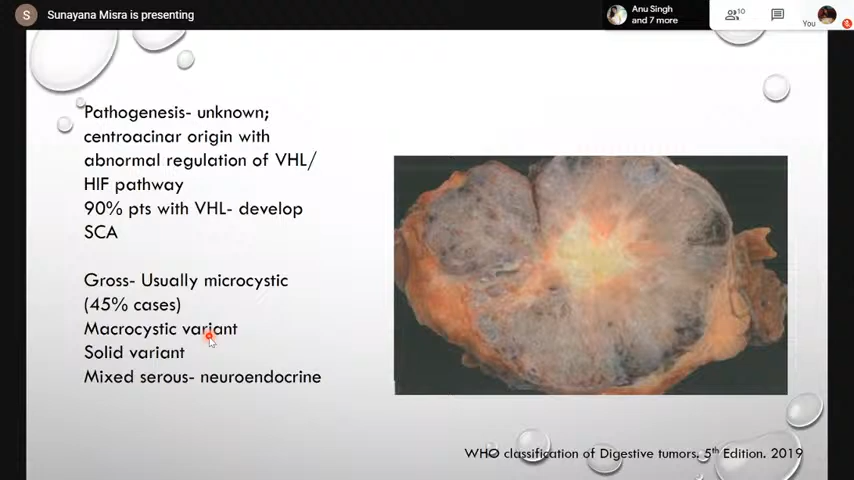 S Sunayana Misra is presenting
Anu Singh
and 7 more
10
You
Pathogenesis- unknown;
centroacinar origin with
abnormal regulation of VHL/
HIF pathway
90% pts with VHL- develop
SCA
Gross- Usually microcystic
(45% cases)
Macrocystic variant
Solid variant
Mixed serous- neuroendocrine
WHO classification of Digestive tumors. 5th Edition. 2019